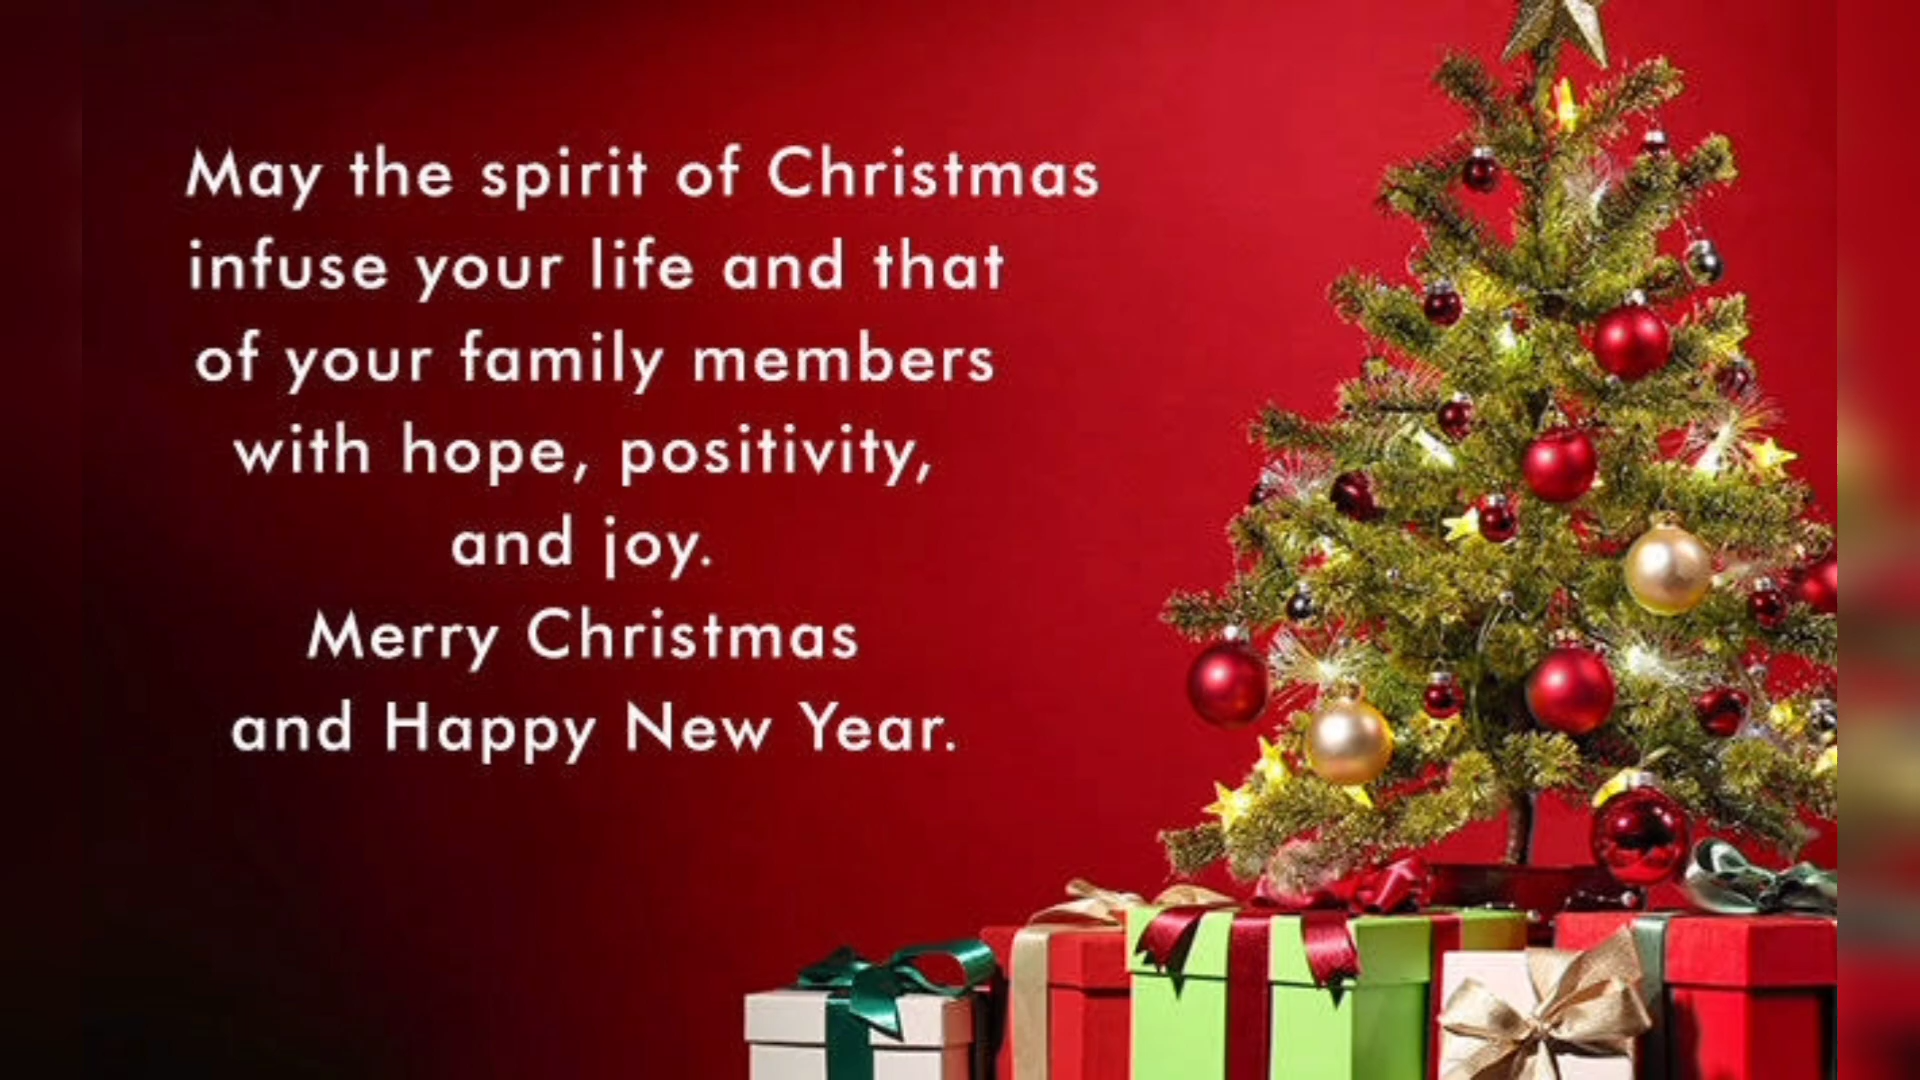 May the spirit of Christmas
infuse your life and that
of your family members
with hope, positivity,
and joy.
Merry Christmas
and Happy New Year.